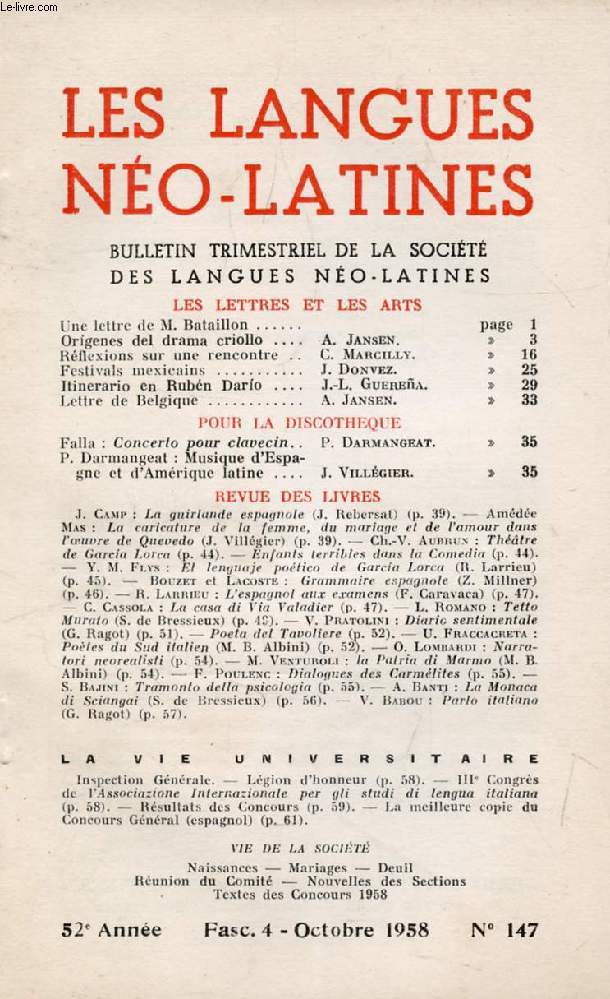 Le-livre.com
LES LANGUES
NÉO-LATINES
BULLETIN TRIMESTRIEL DE LA SOCIÉTÉ
DES LANGUES NÉO-LATINES
LES LETTRES ET LES ARTS
Une lettre de M. Bataillon ...... page 1
Orígenes del drama criollo .... A. JANSEN. » 3
Réflexions sur une rencontre .. C. MARCILLY. » 16
Festivals mexicains ........... J. DONVEZ. » 25
Itinerario en Rubén Darío .... J.-L. GUEREÑA. » 29
Lettre de Belgique ............ A. JANSEN. » 33
POUR LA DISCOTHEQUE
Falla : Concerto pour clavecin.. P. DARMANGEAT. » 35
P. Darmangeat : Musique d'Espa-
gne et d'Amérique latine .... J. VILLÉGIER. » 35
REVUE DES LIVRES
J. CAMP : La guirlande espagnole (J. Rebersat) (p. 39). — Amédée
MAS : La caricature de la femme, du mariage et de l'amour dans
l'œuvre de Quevedo (J. Villégier) (p. 39). — Ch.-V. AUBRUN : Théâtre
de García Lorca (p. 44). — Enfants terribles dans la Comedia (p. 44).
— Y. M. FLYS : El lenguaje poético de García Lorca (R. Larrieu)
(p. 45). — BOUZET et LACOSTE : Grammaire espagnole (Z. Millner)
(p. 46). — R. LARRIEU : L'espagnol aux examens (F. Caravaca) (p. 47).
— C. CASSOLA : La casa di Via Valadier (p. 47). — L. ROMANO : Tetto
Murato (S. de Bressieux) (p. 48). — V. PRATOLINI : Diario sentimentale
(G. Ragot) (p. 51). — Poeta del Tavoliere (p. 52). — U. FRACCACRETA :
Poètes du Sud italien (M. B. Albini) (p. 52). — O. LOMBARDI : Narra-
tori neorealisti (p. 54). — M. VENTUROLI : la Patria di Marmo (M. B.
Albini) (p. 54). — F. POULENC : Dialogues des Carmélites (p. 55). —
S. BAJINI : Tramonto della psicologia (p. 55). — A. BANTI : La Monaca
di Sciangai (S. de Bressieux) (p. 56). — V. BABOU : Parlo italiano
(G. Ragot) (p. 57).
LA VIE UNIVERSITAIRE
Inspection Générale. — Légion d'honneur (p. 58). — IIIe Congrès
de l'Associazione Internazionale per gli studi di lengua italiana
(p. 58). — Résultats des Concours (p. 59). — La meilleure copie du
Concours Général (espagnol) (p. 61).
VIE DE LA SOCIÉTÉ
Naissances — Mariages — Deuil
Réunion du Comité — Nouvelles des Sections
Textes des Concours 1958
52e Année Fasc. 4 - Octobre 1958 N° 147